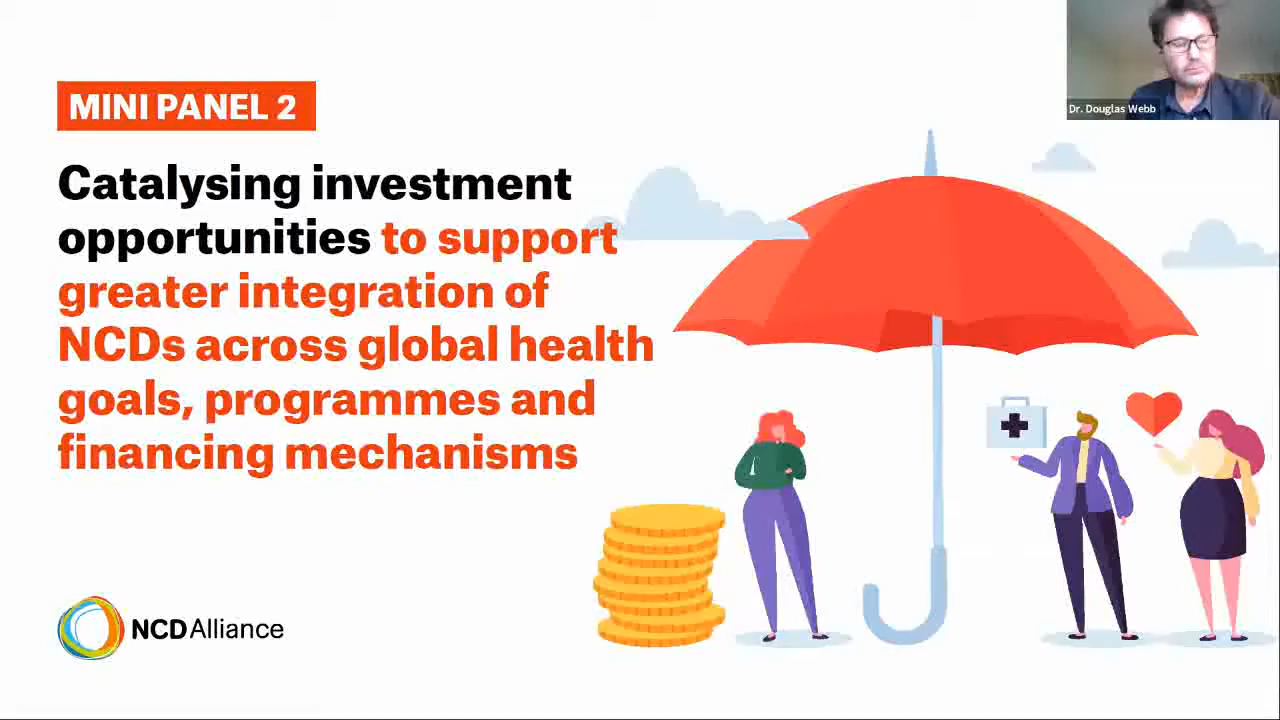 Dr. Douglas Webb
MINI PANEL 2
Catalysing investment
opportunities to support
greater integration of
NCDs across global health
goals, programmes and
financing mechanisms
NCDAlliance